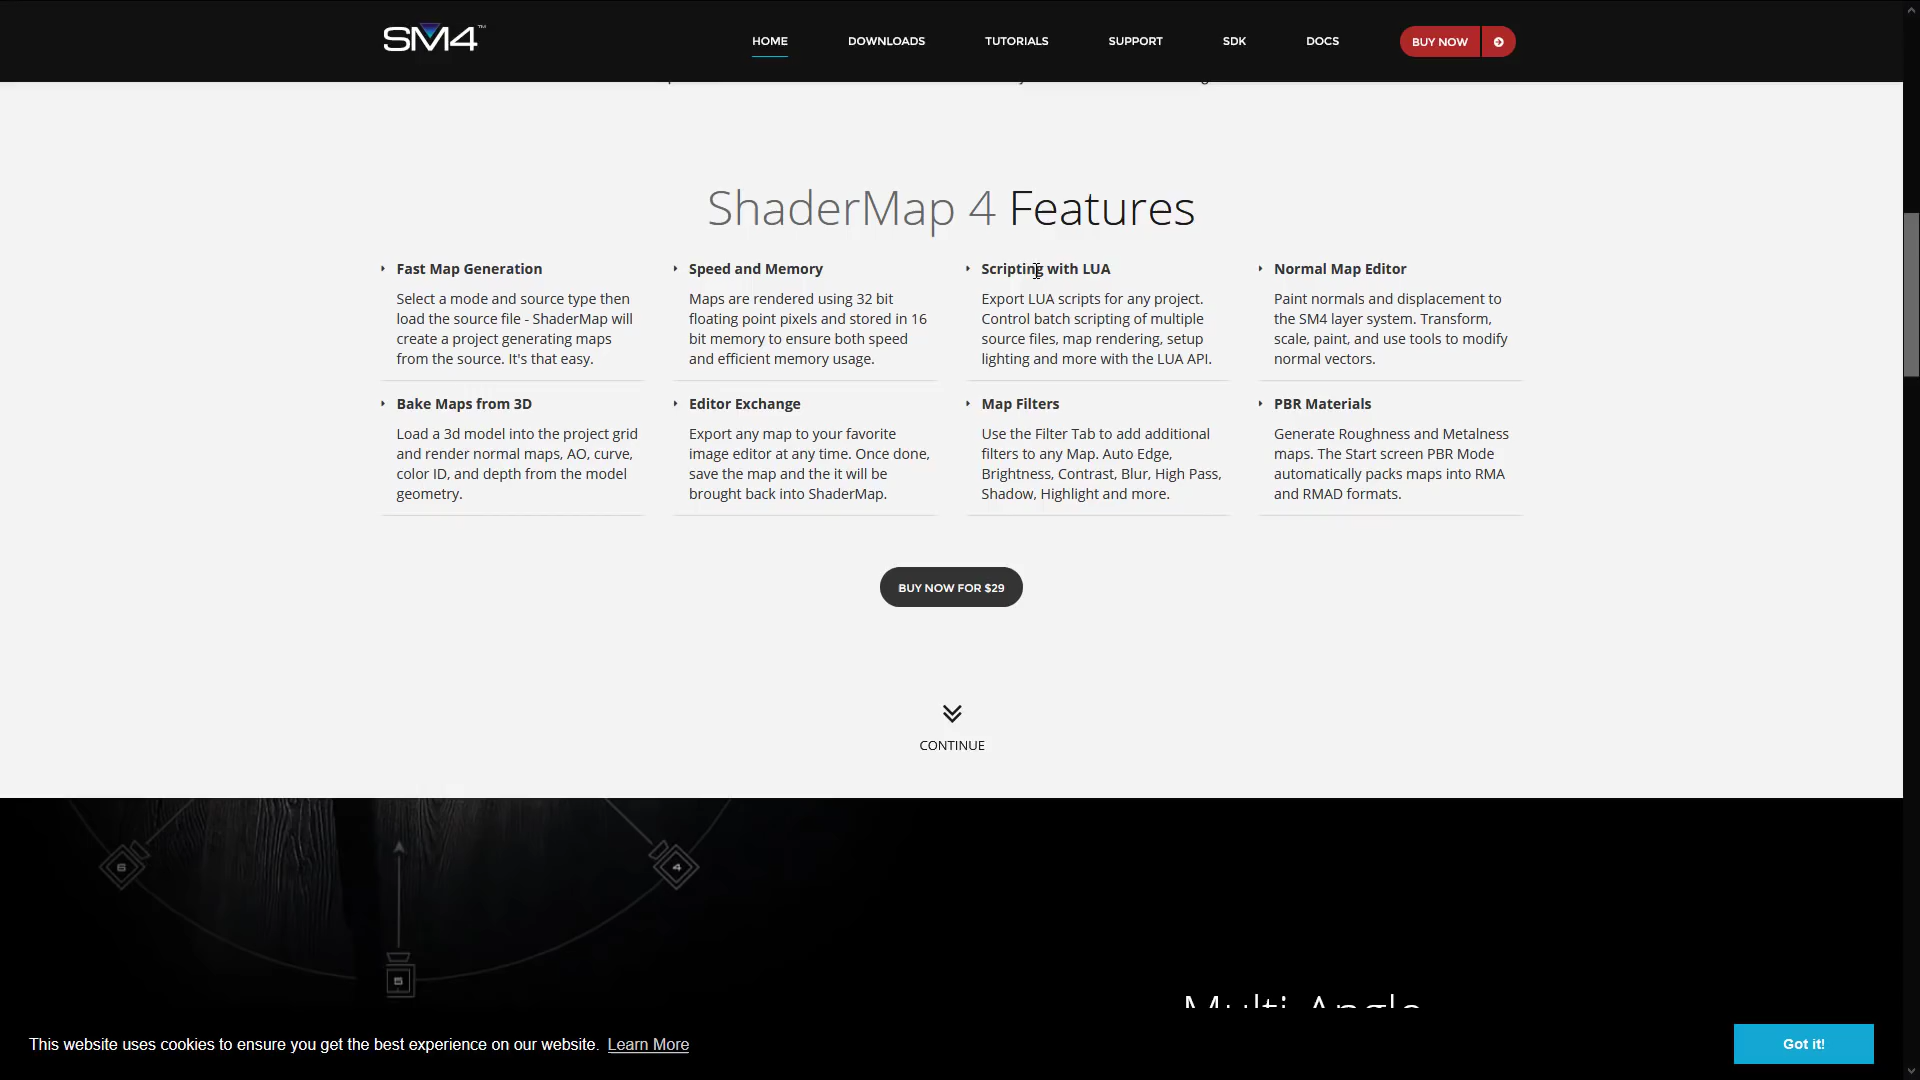 SM4™
HOME
DOWNLOADS
TUTORIALS
SUPPORT
SDK
DOCS
BUY NOW
ShaderMap 4 Features
Fast Map Generation
Select a mode and source type then
load the source file - ShaderMap will
create a project generating maps
from the source. It's that easy.
Speed and Memory
Maps are rendered using 32 bit
floating point pixels and stored in 16
bit memory to ensure both speed
and efficient memory usage.
Scripting with LUA
Export LUA scripts for any project.
Control batch scripting of multiple
source files, map rendering, setup
lighting and more with the LUA API.
Normal Map Editor
Paint normals and displacement to
the SM4 layer system. Transform,
scale, paint, and use tools to modify
normal vectors.
Bake Maps from 3D
Load a 3d model into the project grid
and render normal maps, AO, curve,
color ID, and depth from the model
geometry.
Editor Exchange
Export any map to your favorite
image editor at any time. Once done,
save the map and the it will be
brought back into ShaderMap.
Map Filters
Use the Filter Tab to add additional
filters to any Map. Auto Edge,
Brightness, Contrast, Blur, High Pass,
Shadow, Highlight and more.
PBR Materials
Generate Roughness and Metalness
maps. The Start screen PBR Mode
automatically packs maps into RMA
and RMAD formats.
BUY NOW FOR $29
CONTINUE
6
4
5
Multi Angle
This website uses cookies to ensure you get the best experience on our website. Learn More
Got it!